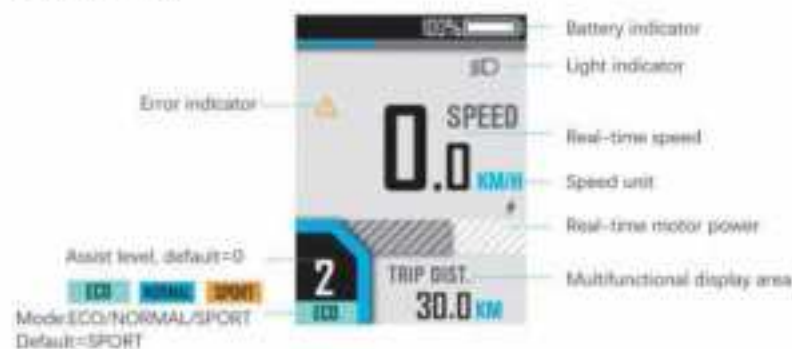 100%
Battery indicator
Light indicator
Error indicator
SPEED
0.0 KM/H
Real-time speed
Speed unit
Real-time motor power
Assist level, default=0
2
ECO
TRIP DIST.
30.0 KM
Multifunctional display area
ECO NORMAL SPORT
Mode:ECO/NORMAL/SPORT
Default=SPORT